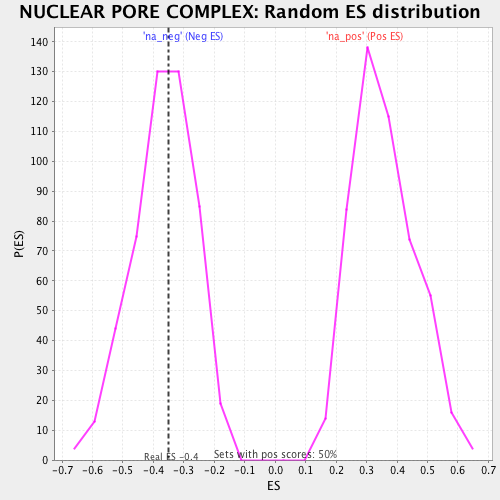 NUCLEAR PORE COMPLEX: Random ES distribution
'na_neg' (Neg ES) 'na_pos' (Pos ES)
140
130
120
110
100
90
80
70
60
50
40
30
20
10
0
P(ES)
Real ES -0.4 Sets with pos scores: 50%
-0.7 -0.6 -0.5 -0.4 -0.3 -0.2 -0.1 0.0 0.1 0.2 0.3 0.4 0.5 0.6 0.7
ES